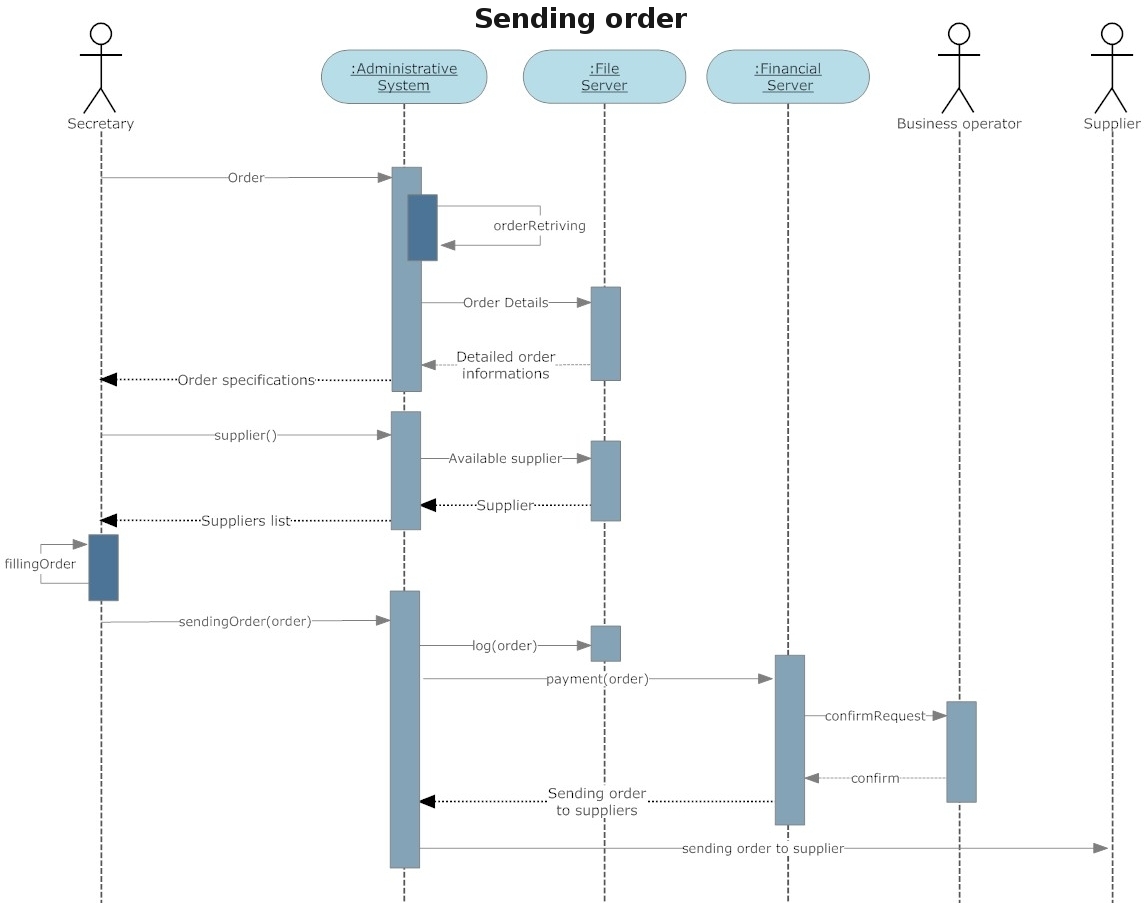 Sending order
:Administrative
System
:File
Server
:Financial
Server
Secretary
Business operator
Supplier
Order
orderRetriving
Order Details
Detailed order
informations
Order specifications
supplier()
Available supplier
Supplier
Suppliers list
fillingOrder
sendingOrder(order)
log(order)
payment(order)
confirmRequest
confirm
Sending order
to suppliers
sending order to supplier